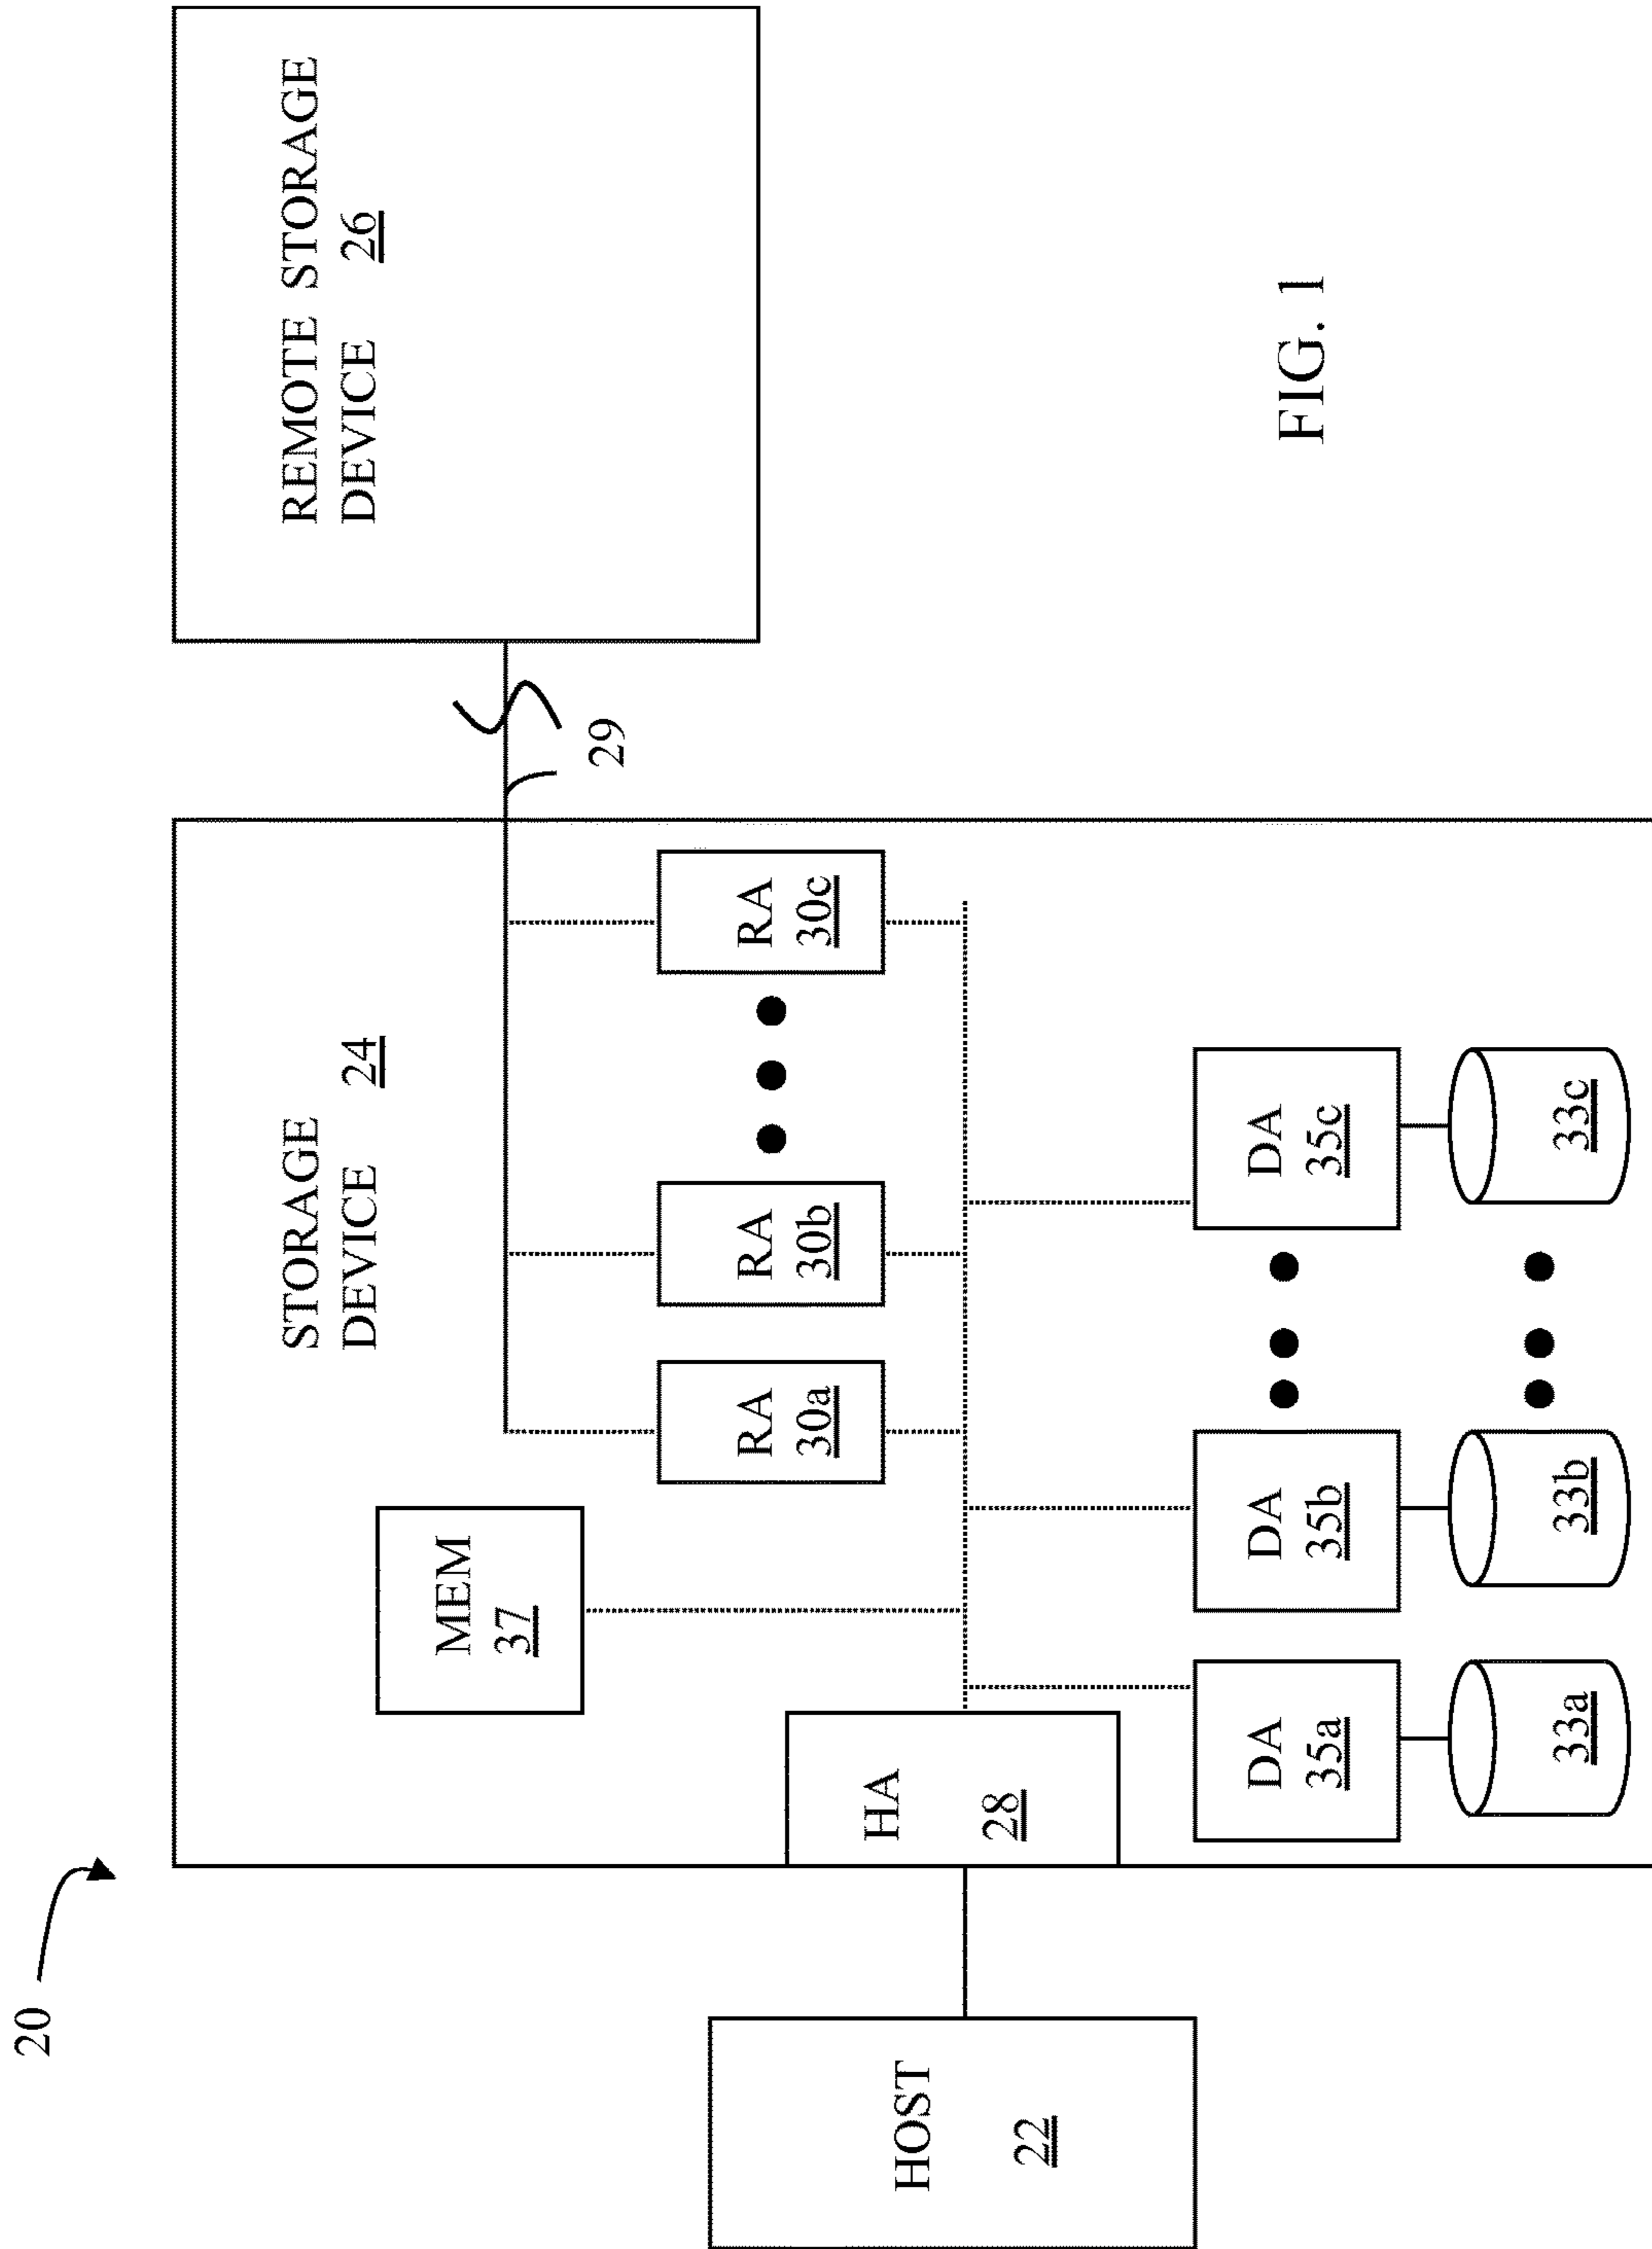 20
STORAGE
DEVICE 24
REMOTE STORAGE
DEVICE 26
MEM
37
29
RA
30a
RA
30b
RA
30c
HOST
22
HA
28
DA
35a
DA
35b
DA
35c
33a
33b
33c
FIG. 1